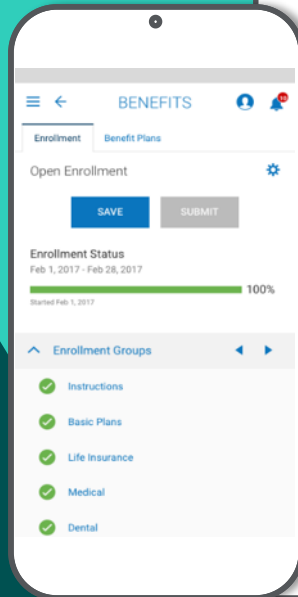 BENEFITS
Enrollment Benefit Plans
Open Enrollment
SAVE SUBMIT
Enrollment Status
Feb 1, 2017 - Feb 28, 2017
100%
Started Feb 1, 2017
Enrollment Groups
Instructions
Basic Plans
Life Insurance
Medical
Dental